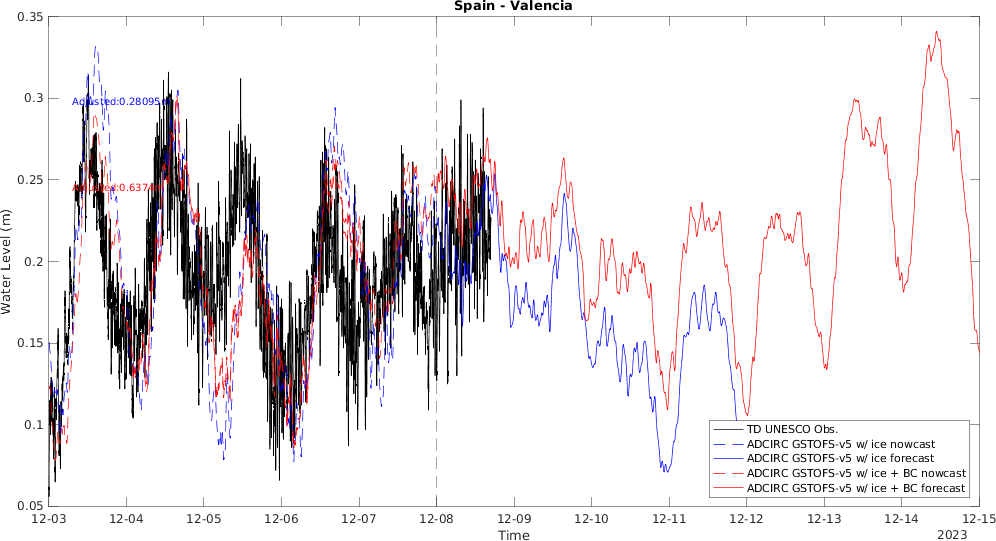 Spain - Valencia
0.35
0.3
0.25
0.2
0.15
0.1
0.05
Water Level (m)
Adjusted:0.28095m
Adjusted:0.6374m
12-03 12-04 12-05 12-06 12-07 12-08 12-09 12-10 12-11 12-12 12-13 12-14 12-15
Time
2023
TD UNESCO Obs.
ADCIRC GSTOFS-v5 w/ ice nowcast
ADCIRC GSTOFS-v5 w/ ice forecast
ADCIRC GSTOFS-v5 w/ ice + BC nowcast
ADCIRC GSTOFS-v5 w/ ice + BC forecast